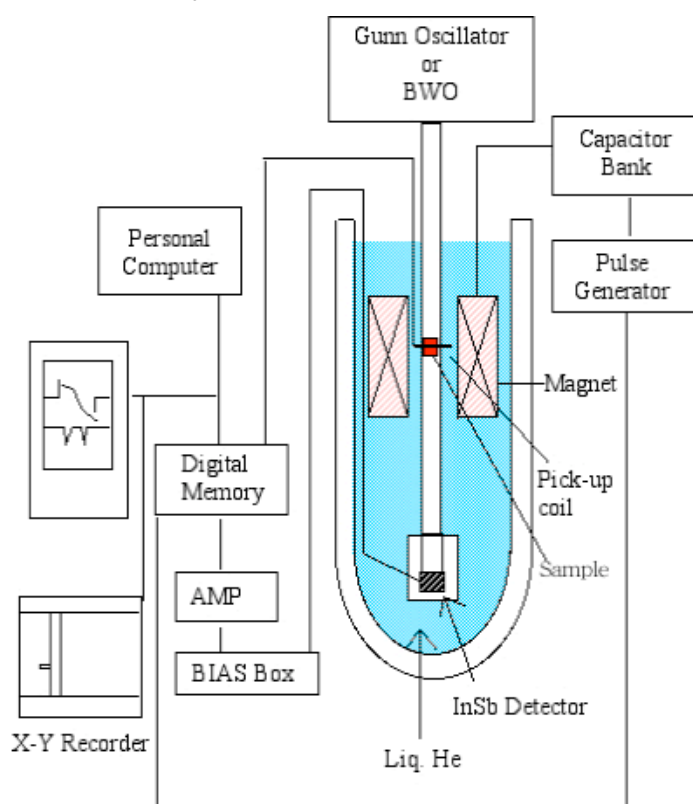 Gunn Oscillator
or
BWO
Capacitor
Bank
Personal
Computer
Pulse
Generator
Magnet
Digital
Memory
Pick-up
coil
Sample
AMP
BIAS Box
InSb Detector
X-Y Recorder
Liq. He